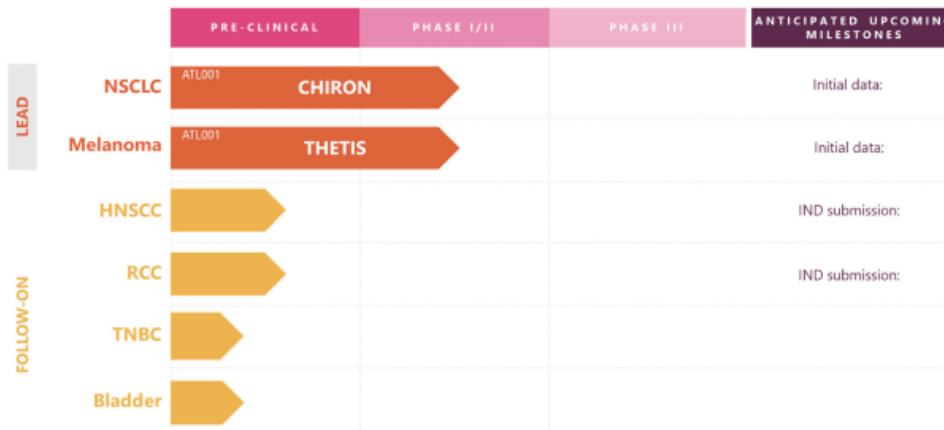 PRE-CLINICAL PHASE I/II PHASE III ANTICIPATED UPCOMIN
MILESTONES
LEAD
NSCLC ATL001 CHIRON Initial data:
Melanoma ATL001 THETIS Initial data:
FOLLOW-ON
HNSCC IND submission:
RCC IND submission:
TNBC
Bladder